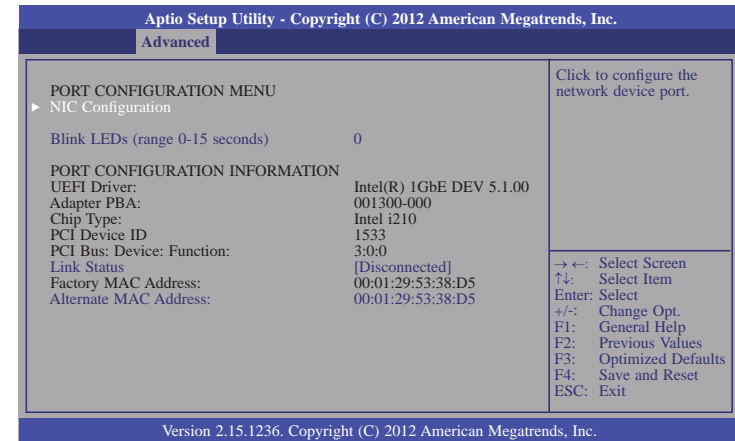 Aptio Setup Utility - Copyright (C) 2012 American Megatrends, Inc.
Advanced
PORT CONFIGURATION MENU
► NIC Configuration
Blink LEDs (range 0-15 seconds) 0
PORT CONFIGURATION INFORMATION
UEFI Driver: Intel(R) 1GbE DEV 5.1.00
Adapter PBA: 001300-000
Chip Type: Intel i210
PCI Device ID 1533
PCI Bus: Device: Function: 3:0:0
Link Status [Disconnected]
Factory MAC Address: 00:01:29:53:38:D5
Alternate MAC Address: 00:01:29:53:38:D5
Click to configure the
network device port.
→←: Select Screen
↑↓: Select Item
Enter: Select
+/-: Change Opt.
F1: General Help
F2: Previous Values
F3: Optimized Defaults
F4: Save and Reset
ESC: Exit
Version 2.15.1236. Copyright (C) 2012 American Megatrends, Inc.